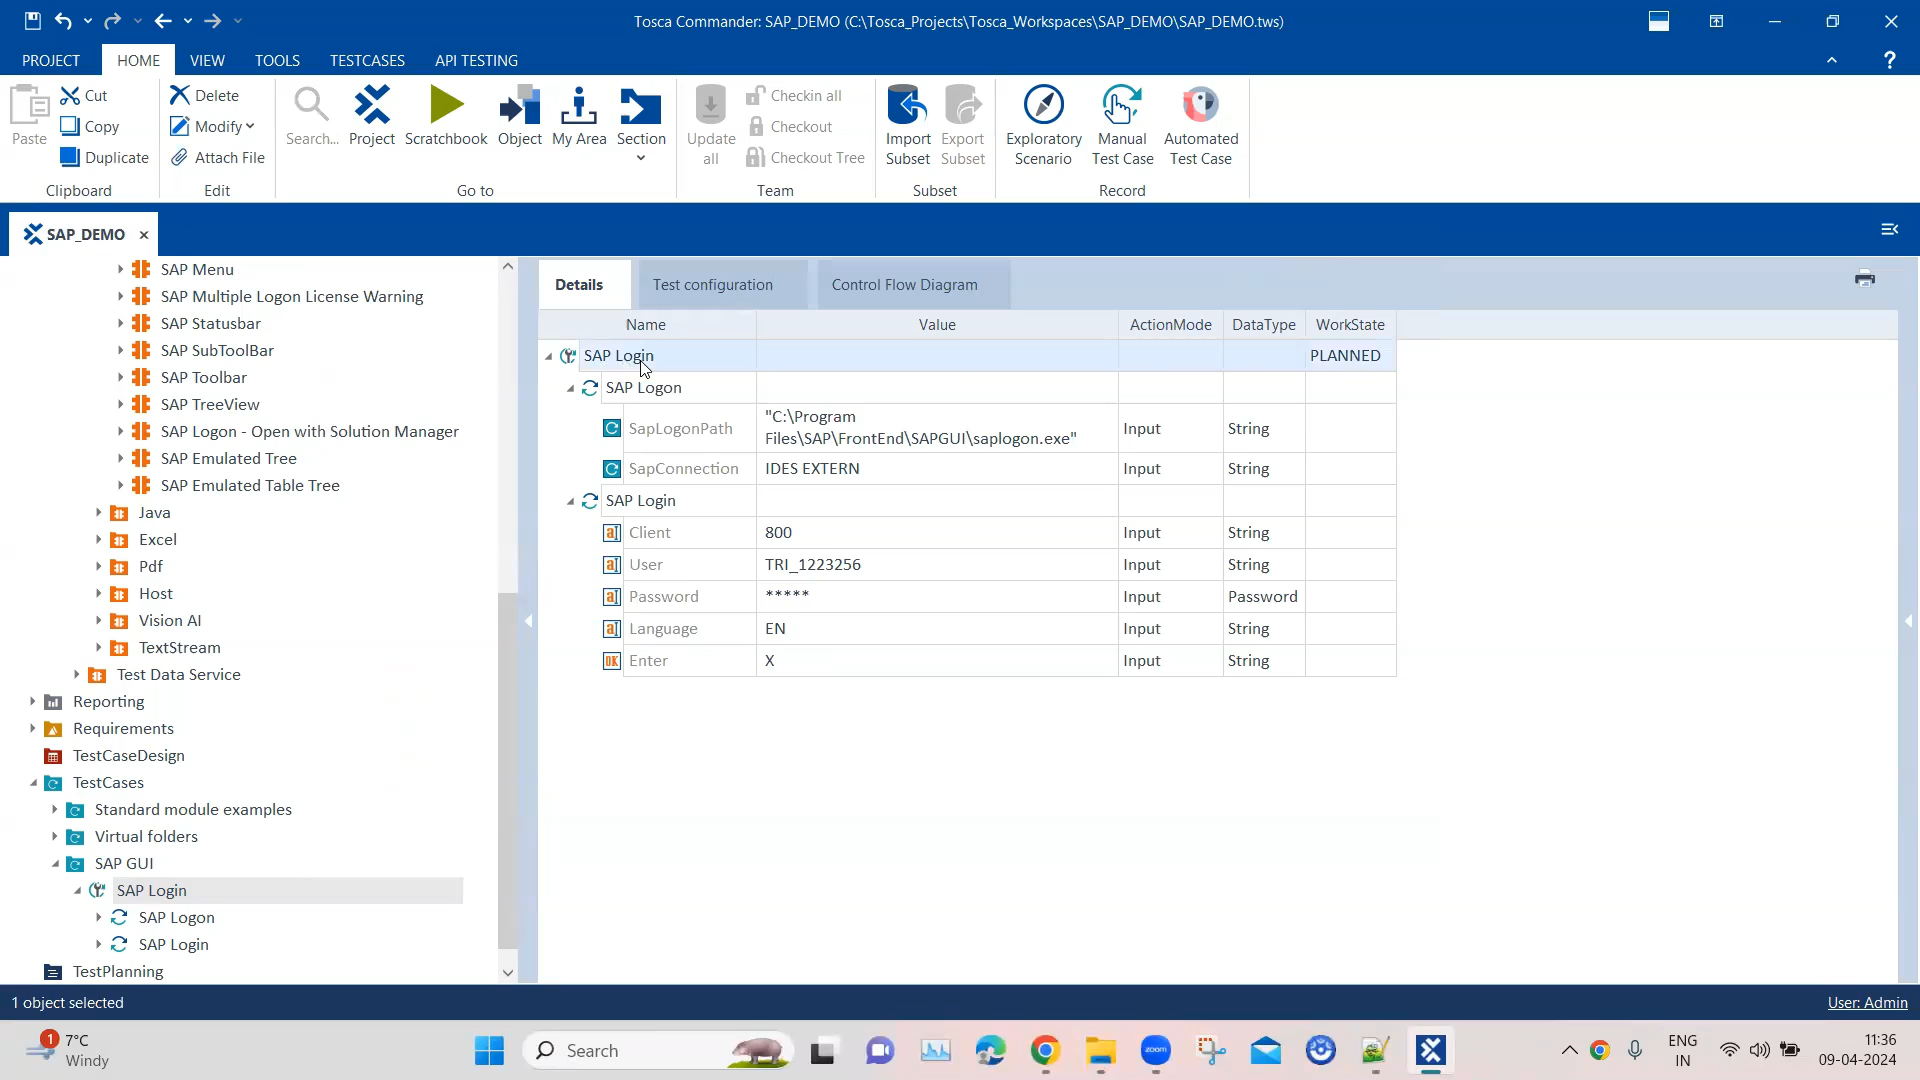 Tosca Commander: SAP_DEMO (C:\Tosca_Projects\Tosca_Workspaces\SAP_DEMO\SAP_DEMO.tws)
PROJECT HOME VIEW TOOLS TESTCASES API TESTING
?
Paste
Cut
Copy
Duplicate
Clipboard
Delete
Modify
Attach File
Edit
Search...
Project
Scratchbook
Object
My Area
Section
Go to
Update
all
Checkin all
Checkout
Checkout Tree
Team
Import
Subset
Export
Subset
Subset
Exploratory
Scenario
Manual
Test Case
Automated
Test Case
Record
SAP_DEMO
SAP Menu
SAP Multiple Logon License Warning
SAP Statusbar
SAP SubToolBar
SAP Toolbar
SAP TreeView
SAP Logon - Open with Solution Manager
SAP Emulated Tree
SAP Emulated Table Tree
Java
Excel
Pdf
Host
Vision AI
TextStream
Test Data Service
Reporting
Requirements
TestCaseDesign
TestCases
Standard module examples
Virtual folders
SAP GUI
SAP Login
SAP Logon
SAP Login
TestPlanning
Details Test configuration Control Flow Diagram
Name Value ActionMode DataType WorkState
SAP Login PLANNED
SAP Logon
SapLogonPath "C:\Program
Files\SAP\FrontEnd\SAPGUI\saplogon.exe" Input String
SapConnection IDES EXTERN Input String
SAP Login
Client 800 Input String
User TRI_1223256 Input String
Password ***** Input Password
Language EN Input String
Enter X Input String
1 object selected
User: Admin
1
7°C
Windy
Search
zoom
ENG
IN
11:36
09-04-2024